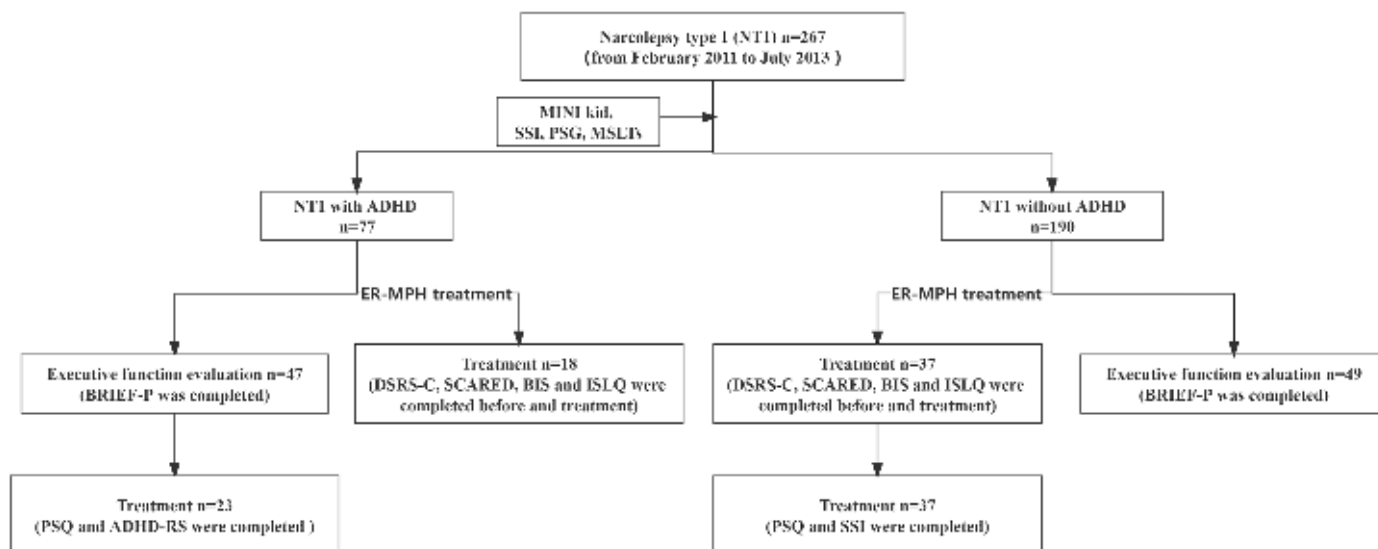 Narcolepsy type 1 (NT1) n=267
(from February 2011 to July 2013 )
MINI kid,
SSI, PSG, MSLTs
NT1 with ADHD
n=77
NT1 without ADHD
n=190
ER-MPH treatment
ER-MPH treatment
Executive function evaluation n=47
(BRIEF-P was completed)
Treatment n=18
(DSRS-C, SCARED, BIS and ISLQ were
completed before and treatment)
Treatment n=37
(DSRS-C, SCARED, BIS and ISLQ were
completed before and treatment)
Executive function evaluation n=49
(BRIEF-P was completed)
Treatment n=23
(PSQ and ADHD-RS were completed )
Treatment n=37
(PSQ and SSI were completed)